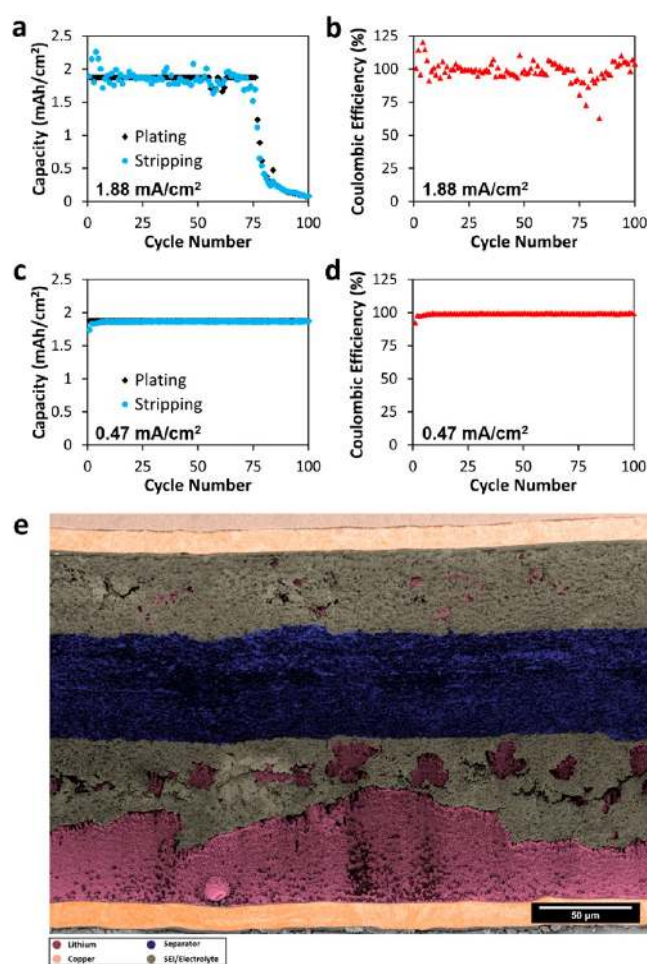 a
b
Capacity (mAh/cm²)
2.5
2
1.5
1
0.5
0
Plating
Stripping
1.88 mA/cm²
0 25 50 75 100
Cycle Number
Coulombic Efficiency (%)
125
100
75
50
25
0
1.88 mA/cm²
0 25 50 75 100
Cycle Number
c
d
Capacity (mAh/cm²)
2.5
2
1.5
1
0.5
0
Plating
Stripping
0.47 mA/cm²
0 25 50 75 100
Cycle Number
Coulombic Efficiency (%)
125
100
75
50
25
0
0.47 mA/cm²
0 25 50 75 100
Cycle Number
e
50 µm
Lithium Separator
Copper SEI/Electrolyte